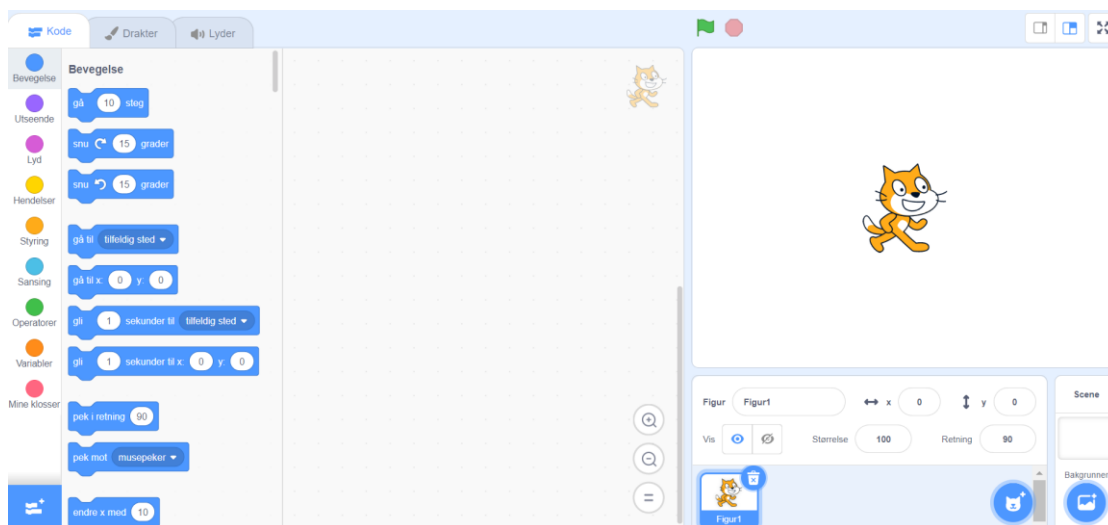 Kode
Drakter
Lyder
Bevegelse
Utseende
Lyd
Hendelser
Styring
Sansing
Operatorer
Variabler
Mine klosser
Bevegelse
gå 10 steg
snu 15 grader
snu 15 grader
gå til tilfeldig sted
gå til x: 0 y: 0
gli 1 sekunder til tilfeldig sted
gli 1 sekunder til x: 0 y: 0
pek i retning 90
pek mot musepeker
endre x med 10
Figur Figur1 x 0 y 0
Vis Størrelse 100 Retning 90
Figur1
Scene
Bakgrunner